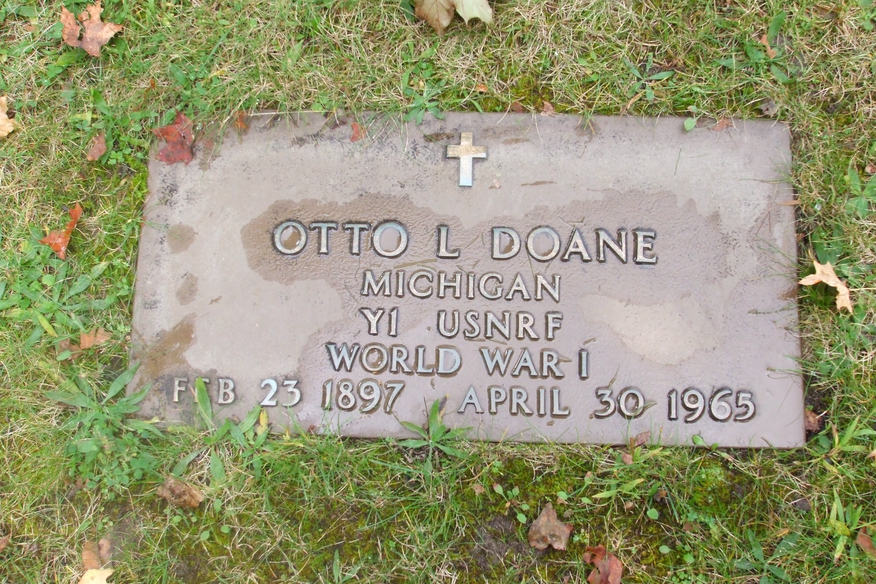 OTTO L DOANE
MICHIGAN
Y1 USNRF
WORLD WAR I
FEB 23 1897 APRIL 30 1965